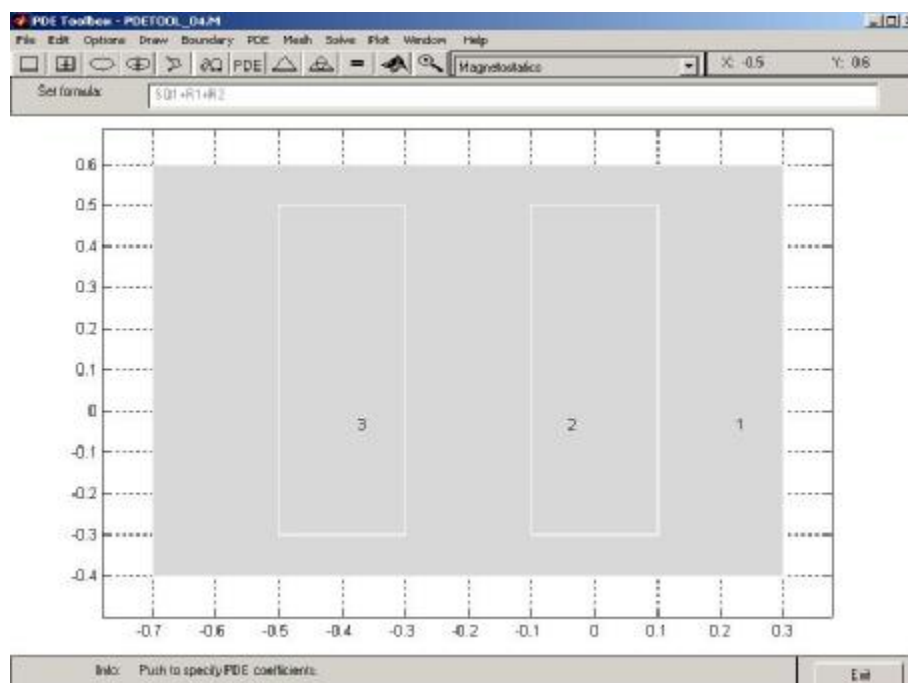 PDE Toolbox - PDETOOL_04.M
File Edit Options Draw Boundary PDE Mesh Solve Plot Window Help
PDE Magnetostatics X: -0.5 Y: 0.6
Set formula: SQ1+R1+R2
0.6
0.5
0.4
0.3
0.2
0.1
0
-0.1
-0.2
-0.3
-0.4
3 2 1
-0.7 -0.6 -0.5 -0.4 -0.3 -0.2 -0.1 0 0.1 0.2 0.3
Info: Push to specify PDE coefficients. Exit